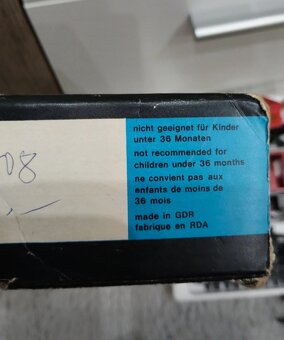 08
,—
nicht geeignet für Kinder
unter 36 Monaten
not recommended for
children under 36 months
ne convient pas aux
enfants de moins de
36 mois
made in GDR
fabrique en RDA